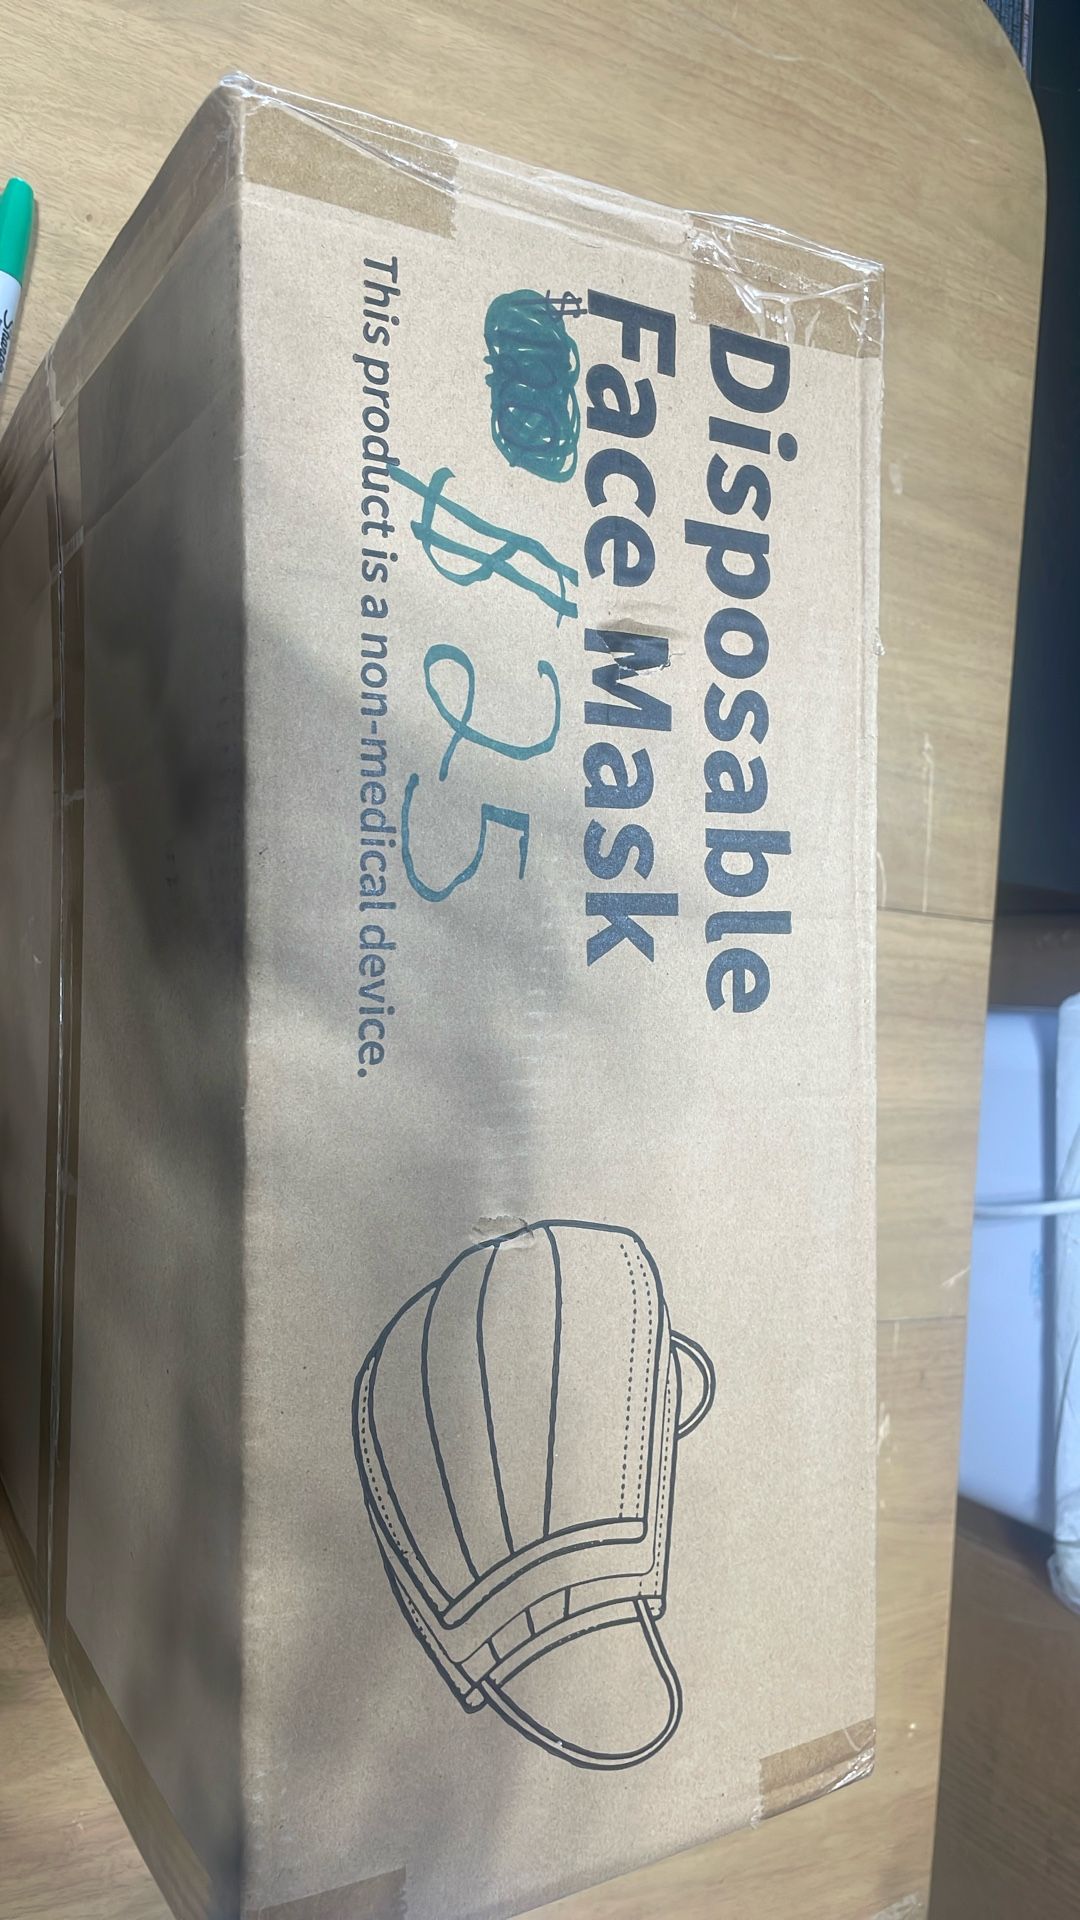 Disposable
Face Mask
$ 25
This product is a non-medical device.